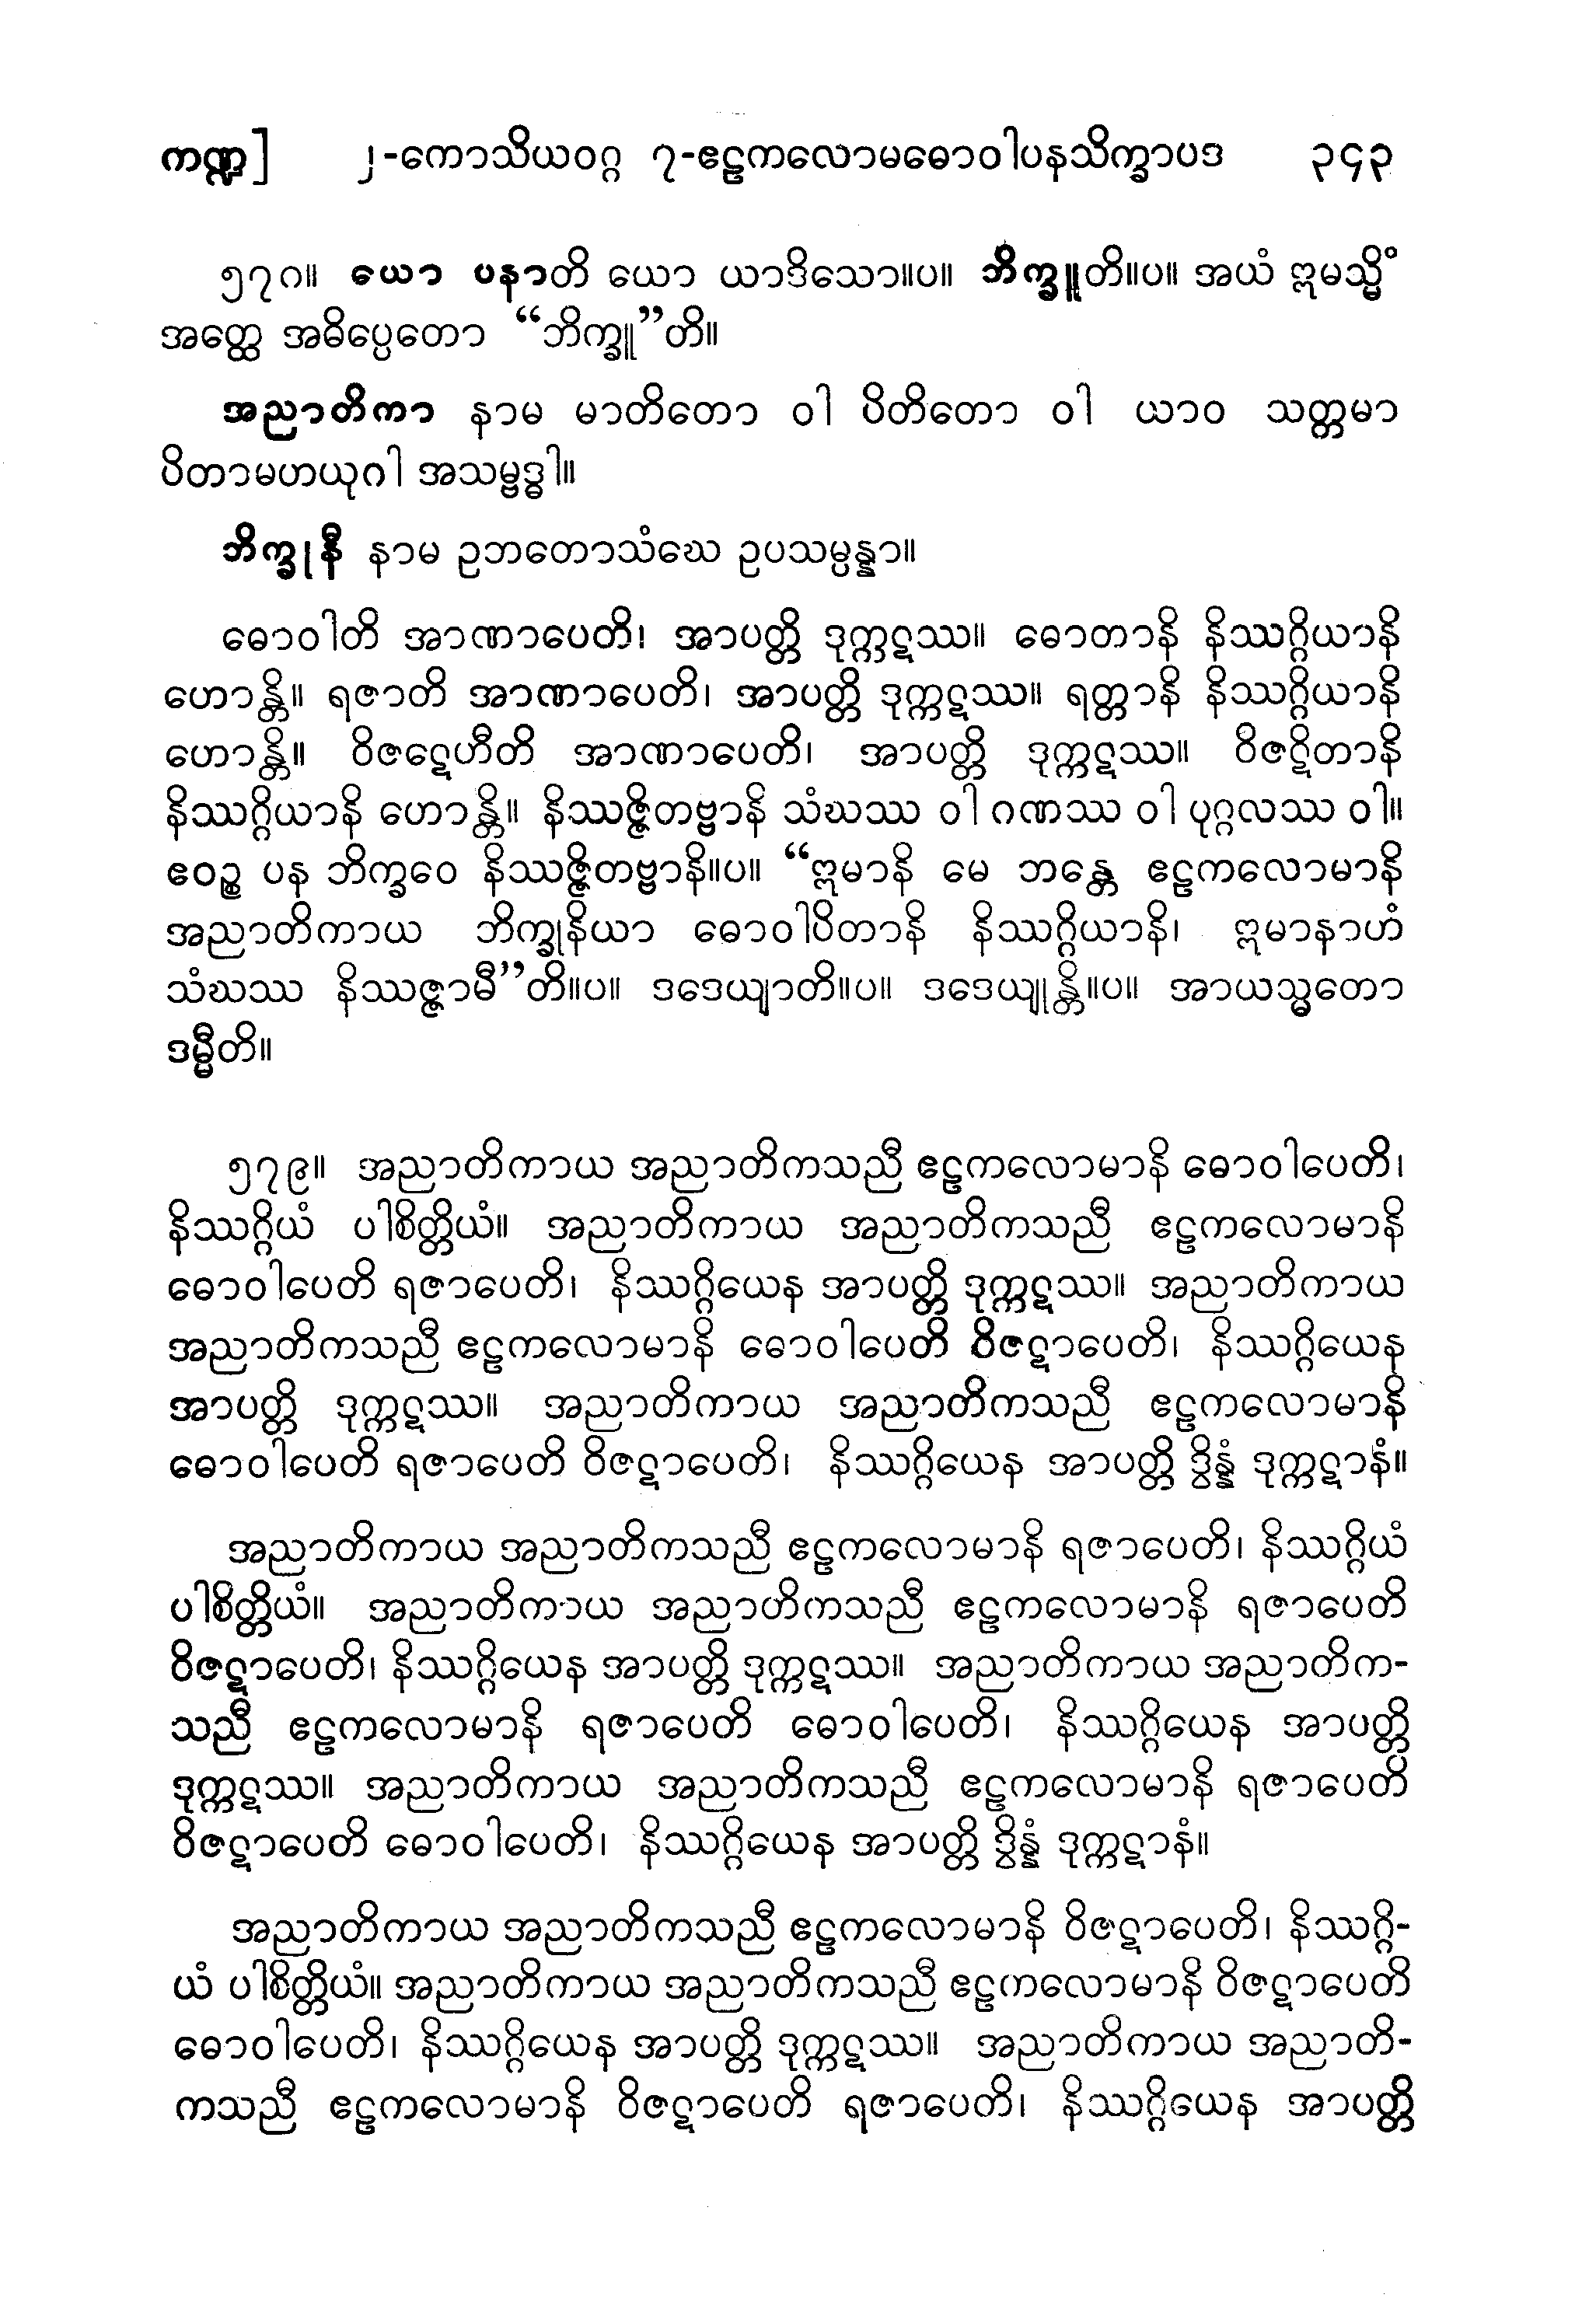 ကဏ္ဍ] ၂-ကောသိယဝဂ္ဂ ၇-ဧဠကလောမဓောဝါပနသိက္ခာပဒ ၃၄၃
၅၇၈။ ယော ပနာတိ ယော ယာဒိသော။ပ။ ဘိက္ခူတိ။ပ။ အယံ ဣမသ္မိံ
အတ္ထေ အဓိပ္ပေတော “ဘိက္ခူ”တိ။
အညာတိကာ နာမ မာတိတော ဝါ ပိတိတော ဝါ ယာဝ သတ္တမာ
ပိတာမဟယုဂါ အသမ္ဗဒ္ဓါ။
ဘိက္ခုနီ နာမ ဥဘတောသံဃေ ဥပသမ္ပန္နာ။
ဓောဝါတိ အာဏာပေတိ၊ အာပတ္တိ ဒုက္ကဋဿ။ ဓောတာနိ နိဿဂ္ဂိယာနိ
ဟောန္တိ။ ရဇာတိ အာဏာပေတိ၊ အာပတ္တိ ဒုက္ကဋဿ။ ရတ္တာနိ နိဿဂ္ဂိယာနိ
ဟောန္တိ။ ဝိဇဋေဟီတိ အာဏာပေတိ၊ အာပတ္တိ ဒုက္ကဋဿ။ ဝိဇဋိတာနိ
နိဿဂ္ဂိယာနိ ဟောန္တိ။ နိဿဇ္ဇိတဗ္ဗာနိ သံဃဿ ဝါ ဂဏဿ ဝါ ပုဂ္ဂလဿ ဝါ။
ဧဝဉ္စ ပန ဘိက္ခဝေ နိဿဇ္ဇိတဗ္ဗာနိ။ပ။ “ဣမာနိ မေ ဘန္တေ ဧဠကလောမာနိ
အညာတိကာယ ဘိက္ခုနိယာ ဓောဝါပိတာနိ နိဿဂ္ဂိယာနိ၊ ဣမာနာဟံ
သံဃဿ နိဿဇ္ဇာမီ”တိ။ပ။ ဒဒေယျာတိ။ပ။ ဒဒေယျုန္တိ။ပ။ အာယသ္မတော
ဒမ္မီတိ။
၅၇၉။ အညာတိကာယ အညာတိကသညီ ဧဠကလောမာနိ ဓောဝါပေတိ၊
နိဿဂ္ဂိယံ ပါစိတ္တိယံ။ အညာတိကာယ အညာတိကသညီ ဧဠကလောမာနိ
ဓောဝါပေတိ ရဇာပေတိ၊ နိဿဂ္ဂိယေန အာပတ္တိ ဒုက္ကဋဿ။ အညာတိကာယ
အညာတိကသညီ ဧဠကလောမာနိ ဓောဝါပေတိ ဝိဇဋာပေတိ၊ နိဿဂ္ဂိယေန
အာပတ္တိ ဒုက္ကဋဿ။ အညာတိကာယ အညာတိကသညီ ဧဠကလောမာနိ
ဓောဝါပေတိ ရဇာပေတိ ဝိဇဋာပေတိ၊ နိဿဂ္ဂိယေန အာပတ္တိ ဒွိန္နံ ဒုက္ကဋာနံ။
အညာတိကာယ အညာတိကသညီ ဧဠကလောမာနိ ရဇာပေတိ၊ နိဿဂ္ဂိယံ
ပါစိတ္တိယံ။ အညာတိကာယ အညာတိကသညီ ဧဠကလောမာနိ ရဇာပေတိ
ဝိဇဋာပေတိ၊ နိဿဂ္ဂိယေန အာပတ္တိ ဒုက္ကဋဿ။ အညာတိကာယ အညာတိက-
သညီ ဧဠကလောမာနိ ရဇာပေတိ ဓောဝါပေတိ၊ နိဿဂ္ဂိယေန အာပတ္တိ
ဒုက္ကဋဿ။ အညာတိကာယ အညာတိကသညီ ဧဠကလောမာနိ ရဇာပေတိ
ဝိဇဋာပေတိ ဓောဝါပေတိ၊ နိဿဂ္ဂိယေန အာပတ္တိ ဒွိန္နံ ဒုက္ကဋာနံ။
အညာတိကာယ အညာတိကသညီ ဧဠကလောမာနိ ဝိဇဋာပေတိ၊ နိဿဂ္ဂိ-
ယံ ပါစိတ္တိယံ။ အညာတိကာယ အညာတိကသညီ ဧဠကလောမာနိ ဝိဇဋာပေတိ
ဓောဝါပေတိ၊ နိဿဂ္ဂိယေန အာပတ္တိ ဒုက္ကဋဿ။ အညာတိကာယ အညာတိ-
ကသညီ ဧဠကလောမာနိ ဝိဇဋာပေတိ ရဇာပေတိ၊ နိဿဂ္ဂိယေန အာပတ္တိ